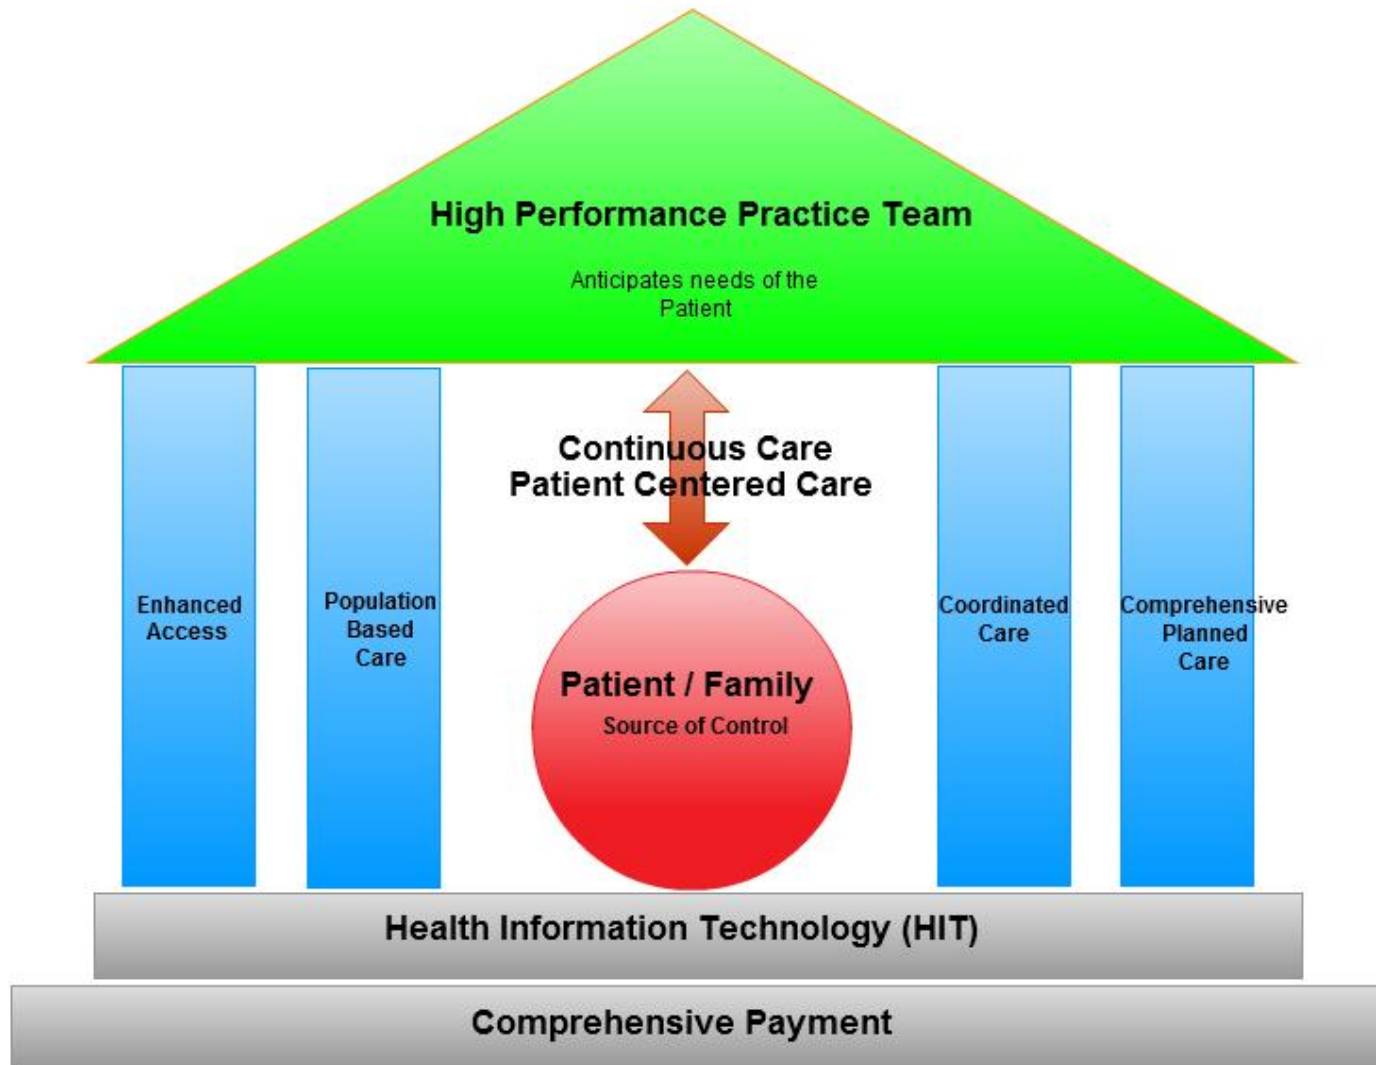 High Performance Practice Team
Anticipates needs of the
Patient
Continuous Care
Patient Centered Care
Enhanced
Access
Population
Based
Care
Patient / Family
Source of Control
Coordinated
Care
Comprehensive
Planned
Care
Health Information Technology (HIT)
Comprehensive Payment